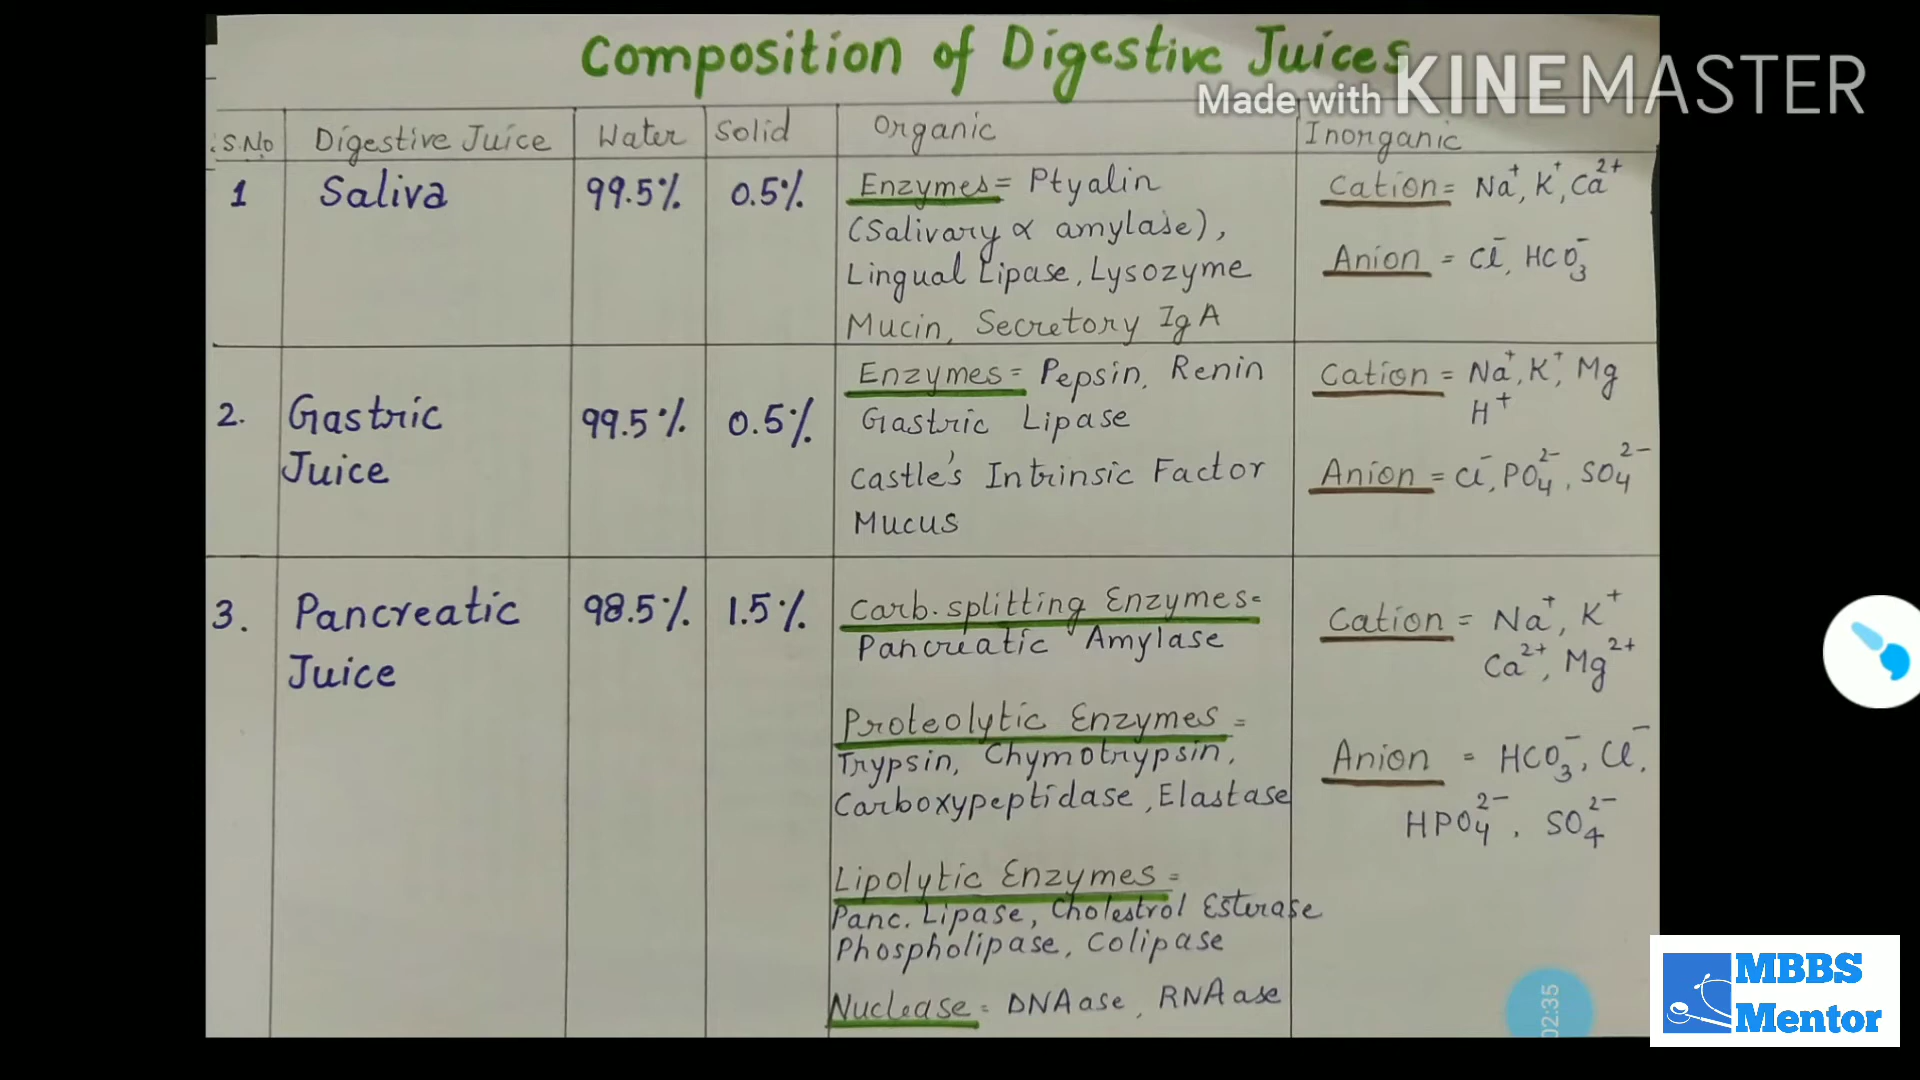 Composition of Digestive Juices
Made with KINEMASTER
S.No Digestive Juice Water Solid Organic Inorganic
1 Saliva 99.5% 0.5% Enzymes = Ptyalin
(Salivary α amylase),
Lingual Lipase, Lysozyme
Mucin, Secretory IgA
Cation = Na⁺, K⁺, Ca²⁺
Anion = Cl⁻, HCO₃⁻
2. Gastric Juice 99.5% 0.5% Enzymes = Pepsin, Renin
Gastric Lipase
Castle's Intrinsic Factor
Mucus
Cation = Na⁺, K⁺, Mg
H⁺
Anion = Cl⁻, PO₄²⁻, SO₄²⁻
3. Pancreatic Juice 98.5% 1.5% Carb. splitting Enzymes =
Pancreatic Amylase
Proteolytic Enzymes =
Trypsin, Chymotrypsin,
Carboxypeptidase, Elastase
Lipolytic Enzymes =
Panc. Lipase, Cholestrol Esterase
Phospholipase, Colipase
Nuclease = DNAase, RNAase
Cation = Na⁺, K⁺
Ca²⁺, Mg²⁺
Anion = HCO₃⁻, Cl⁻,
HPO₄²⁻, SO₄²⁻
02:35
MBBS
Mentor